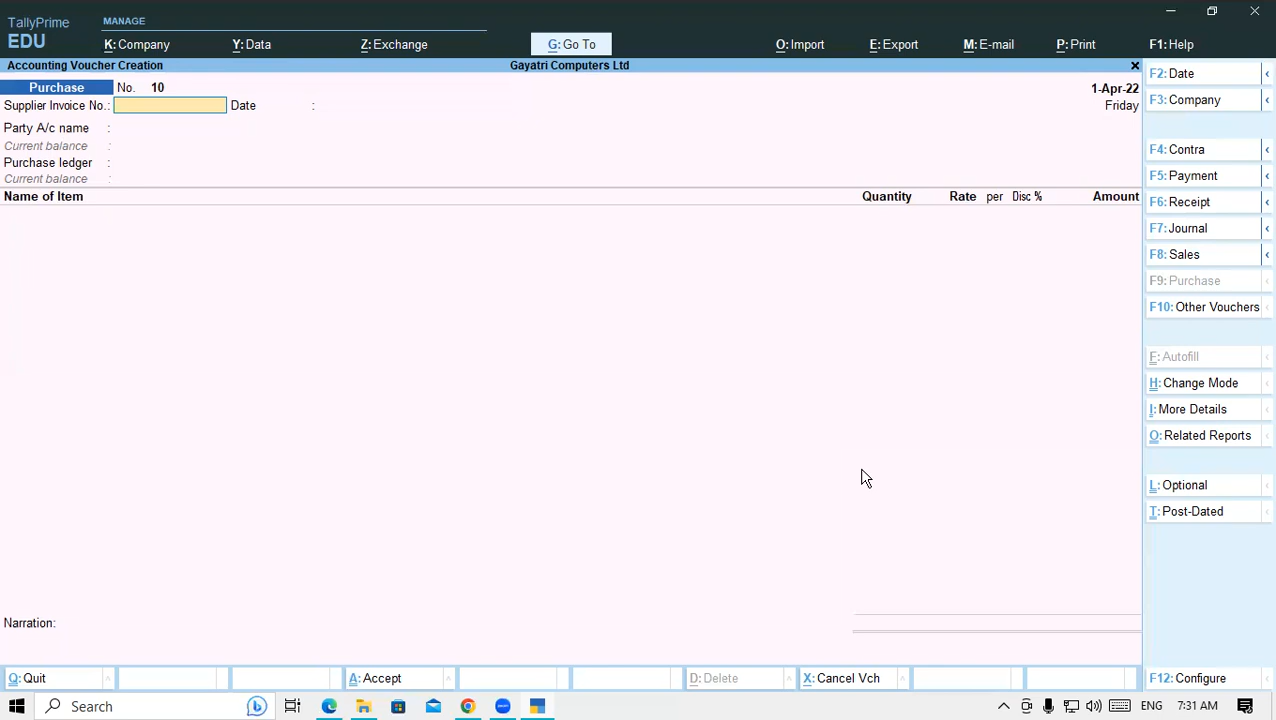 TallyPrime
EDU
MANAGE
K: Company
Y: Data
Z: Exchange
G: Go To
O: Import
E: Export
M: E-mail
P: Print
F1: Help
Accounting Voucher Creation
Gayatri Computers Ltd
Purchase No. 10
1-Apr-22
Supplier Invoice No.: Date :
Friday
Party A/c name :
Current balance :
Purchase ledger :
Current balance :
Name of Item Quantity Rate per Disc % Amount
Narration:
F2: Date
F3: Company
F4: Contra
F5: Payment
F6: Receipt
F7: Journal
F8: Sales
F9: Purchase
F10: Other Vouchers
F: Autofill
H: Change Mode
I: More Details
O: Related Reports
L: Optional
T: Post-Dated
Q: Quit
A: Accept
D: Delete
X: Cancel Vch
F12: Configure
Search
ENG
7:31 AM